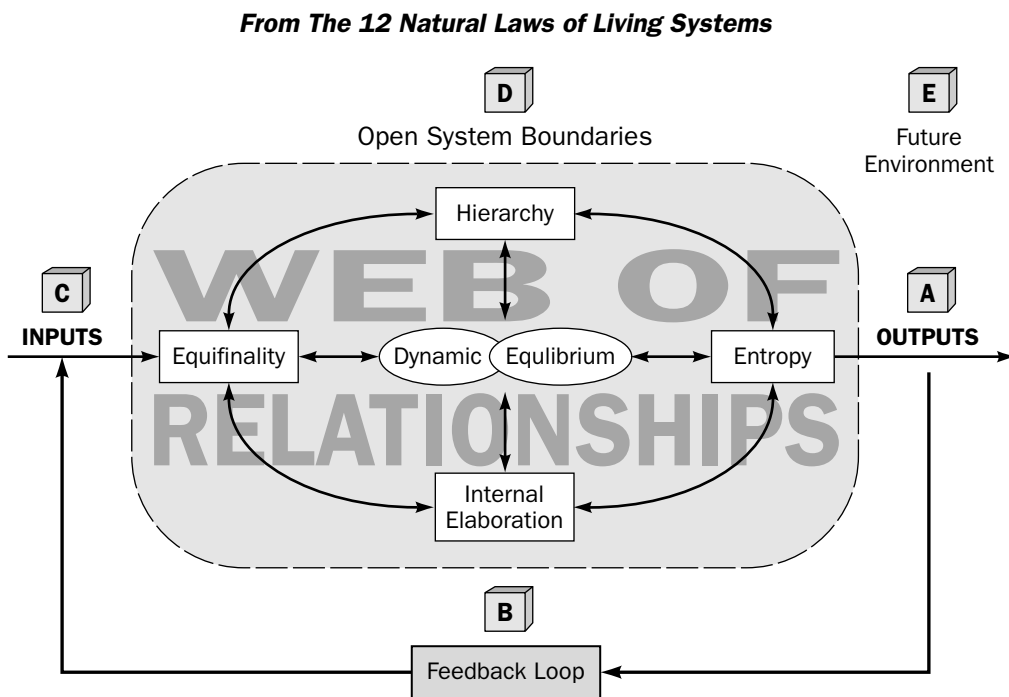 From The 12 Natural Laws of Living Systems
D
Open System Boundaries
E
Future
Environment
Hierarchy
WEB OF
C
INPUTS
A
OUTPUTS
Equifinality
Dynamic
Equlibrium
Entropy
RELATIONSHIPS
Internal
Elaboration
B
Feedback Loop